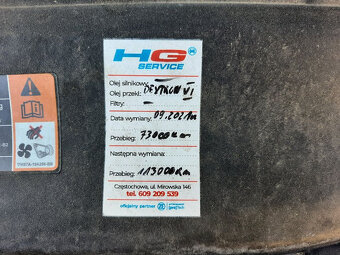 HG
SERVICE
Olej silnikowy:
Olej przekł: DEXTRON VI
Filtry:
Data wymiany: 09.2021
Przebieg: 73000km
Następna wymiana:
Przebieg: 113000km
Częstochowa, ul. Mirowska 146
tel. 609 209 539
oficjalny partner